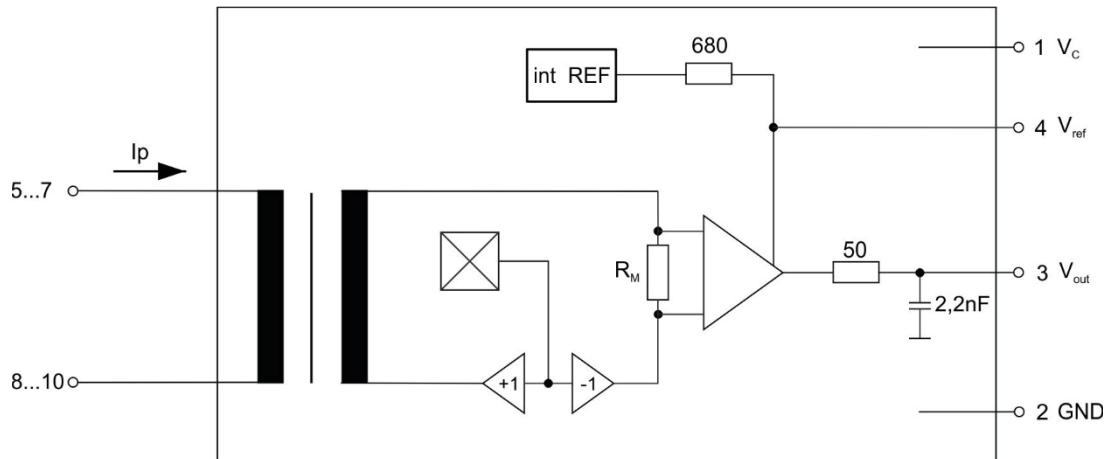 680
1 V_C
int REF
4 V_ref
Ip
5...7
50
R_M
3 V_out
2,2nF
8...10
+1
-1
2 GND